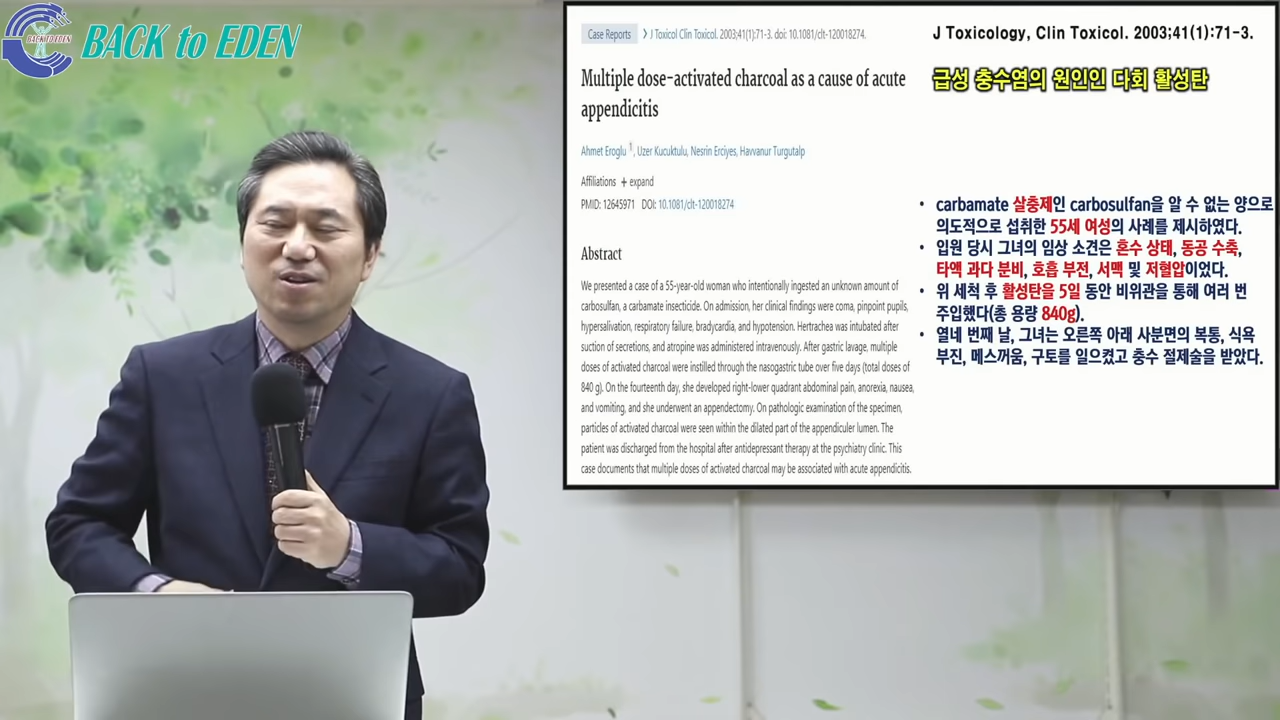 BACK to EDEN
BACK TO EDEN
Case Reports
J Toxicol Clin Toxicol. 2003;41(1):71-3. doi: 10.1081/clt-120018274.
Multiple dose-activated charcoal as a cause of acute
appendicitis
Ahmet Eroglu 1, Uzer Kucuktulu, Nesrin Erciyes, Havvanur Turgutalp
Affiliations + expand
PMID: 12645971 DOI: 10.1081/clt-120018274
Abstract
We presented a case of a 55-year-old woman who intentionally ingested an unknown amount of
carbosulfan, a carbamate insecticide. On admission, her clinical findings were coma, pinpoint pupils,
hypersalivation, respiratory failure, bradycardia, and hypotension. Hertrachea was intubated after
suction of secretions, and atropine was administered intravenously. After gastric lavage, multiple
doses of activated charcoal were instilled through the nasogastric tube over five days (total doses of
840 g). On the fourteenth day, she developed right-lower quadrant abdominal pain, anorexia, nausea,
and vomiting, and she underwent an appendectomy. On pathologic examination of the specimen,
particles of activated charcoal were seen within the dilated part of the appendiculer lumen. The
patient was discharged from the hospital after antidepressant therapy at the psychiatry clinic. This
case documents that multiple doses of activated charcoal may be associated with acute appendicitis.
J Toxicology, Clin Toxicol. 2003;41(1):71-3.
급성 충수염의 원인인 다회 활성탄
• carbamate 살충제인 carbosulfan을 알 수 없는 양으로
의도적으로 섭취한 55세 여성의 사례를 제시하였다.
• 입원 당시 그녀의 임상 소견은 혼수 상태, 동공 수축,
타액 과다 분비, 호흡 부전, 서맥 및 저혈압이었다.
• 위 세척 후 활성탄을 5일 동안 비위관을 통해 여러 번
주입했다(총 용량 840g).
• 열네 번째 날, 그녀는 오른쪽 아래 사분면의 복통, 식욕
부진, 메스꺼움, 구토를 일으켰고 충수 절제술을 받았다.